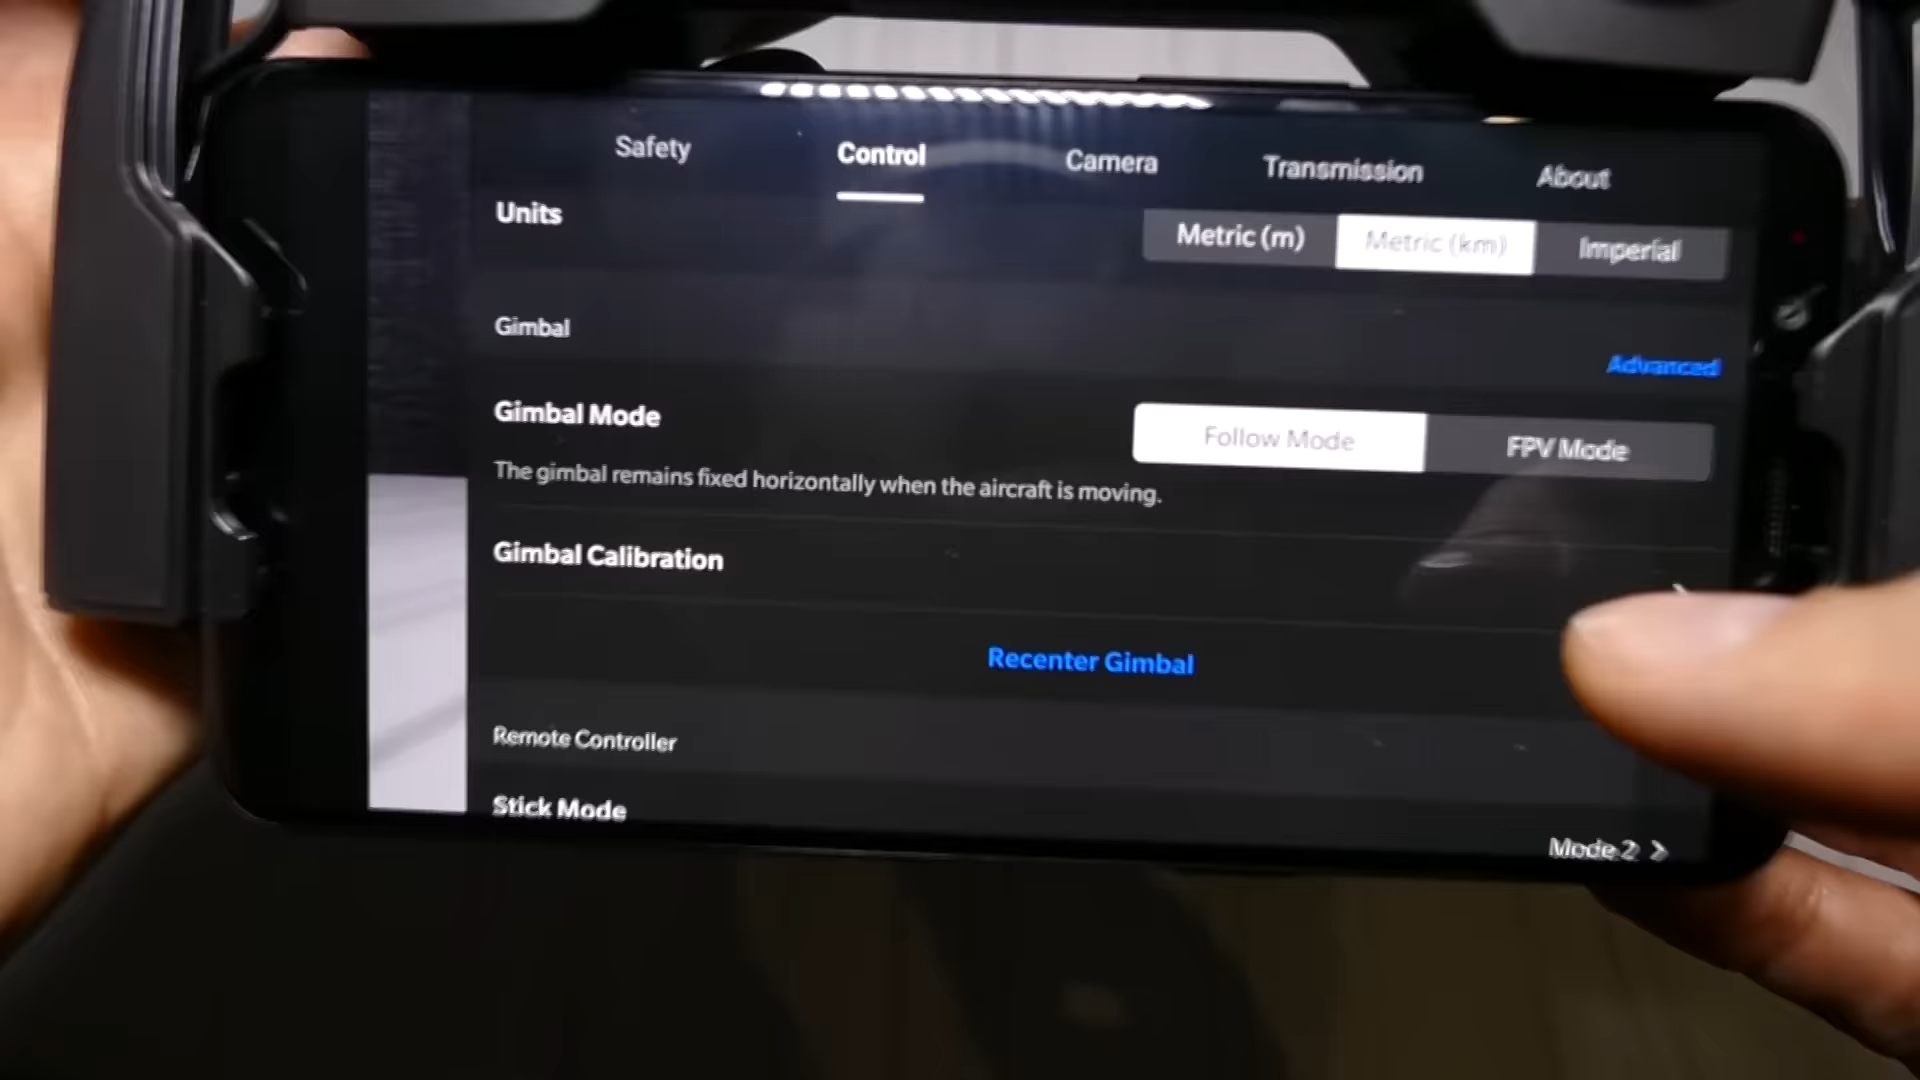 Safety Control Camera Transmission About
Units Metric (m) Metric (km) Imperial
Gimbal
Advanced
Gimbal Mode Follow Mode FPV Mode
The gimbal remains fixed horizontally when the aircraft is moving.
Gimbal Calibration
Recenter Gimbal
Remote Controller
Stick Mode Mode 2 >